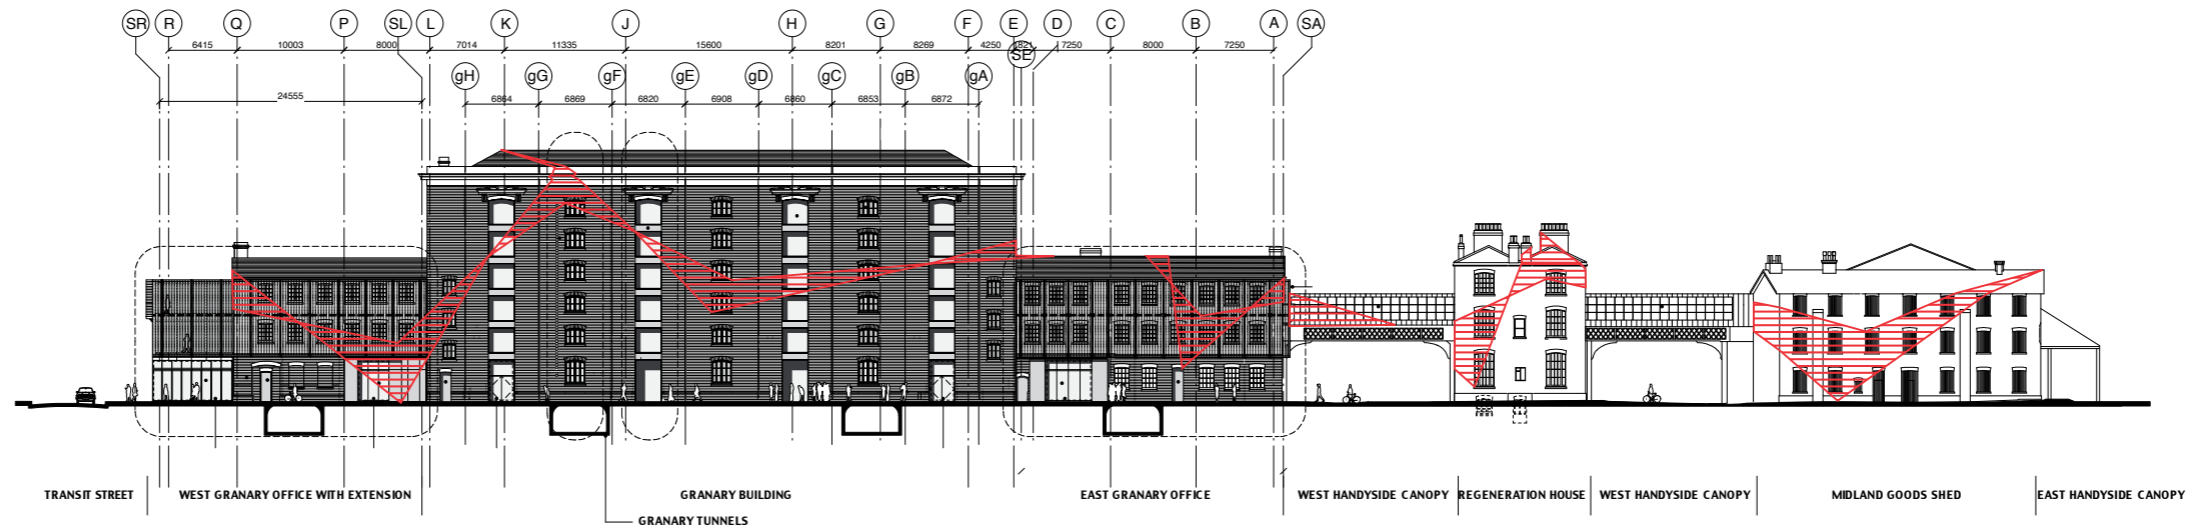 SR R Q P SL L K J H G F E D C B A SA
6415 10003 8000 7014 11335 15600 8201 8269 4250 1821 7250 8000 7250
SE
gH gG gF gE gD gC gB gA
24555 6864 6869 6820 6908 6860 6853 6872
TRANSIT STREET WEST GRANARY OFFICE WITH EXTENSION GRANARY BUILDING EAST GRANARY OFFICE WEST HANDYSIDE CANOPY REGENERATION HOUSE WEST HANDYSIDE CANOPY MIDLAND GOODS SHED EAST HANDYSIDE CANOPY
GRANARY TUNNELS